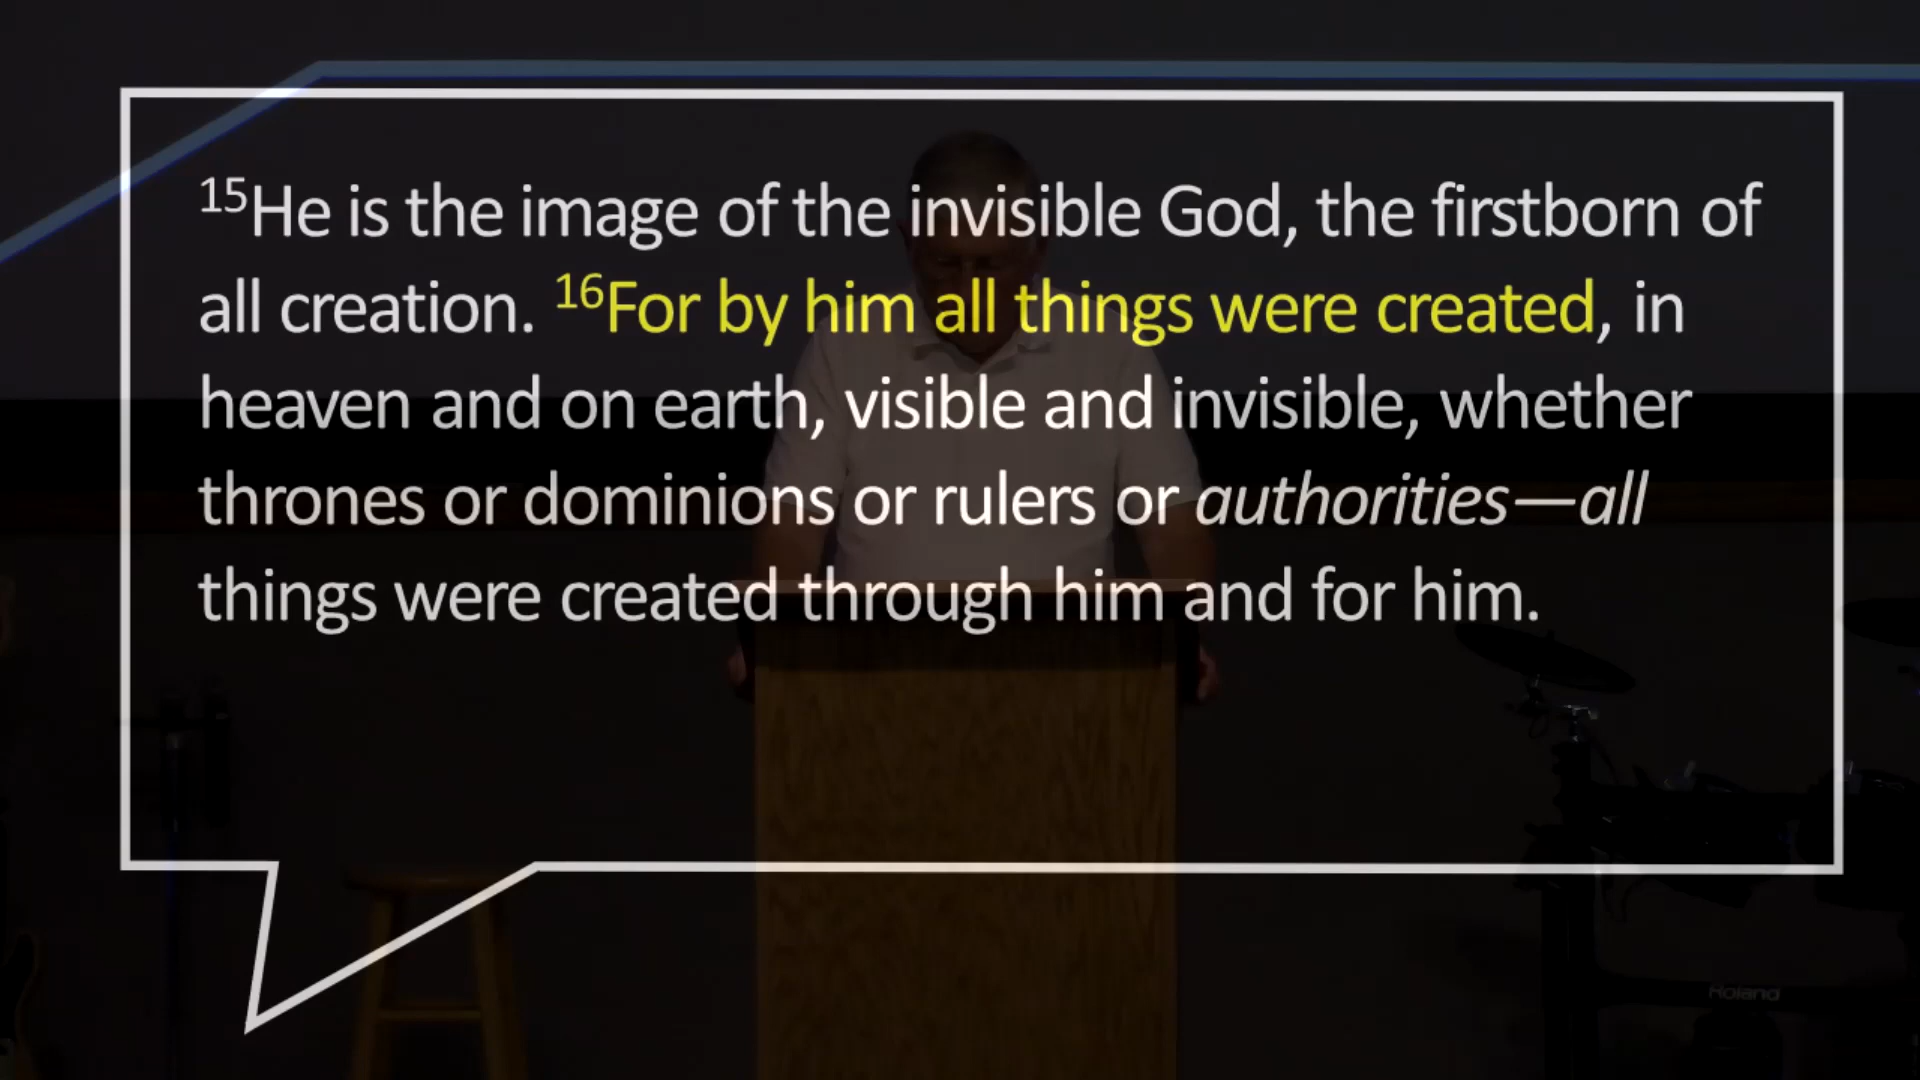 ¹⁵He is the image of the invisible God, the firstborn of
all creation. ¹⁶For by him all things were created, in
heaven and on earth, visible and invisible, whether
thrones or dominions or rulers or authorities—all
things were created through him and for him.
Roland